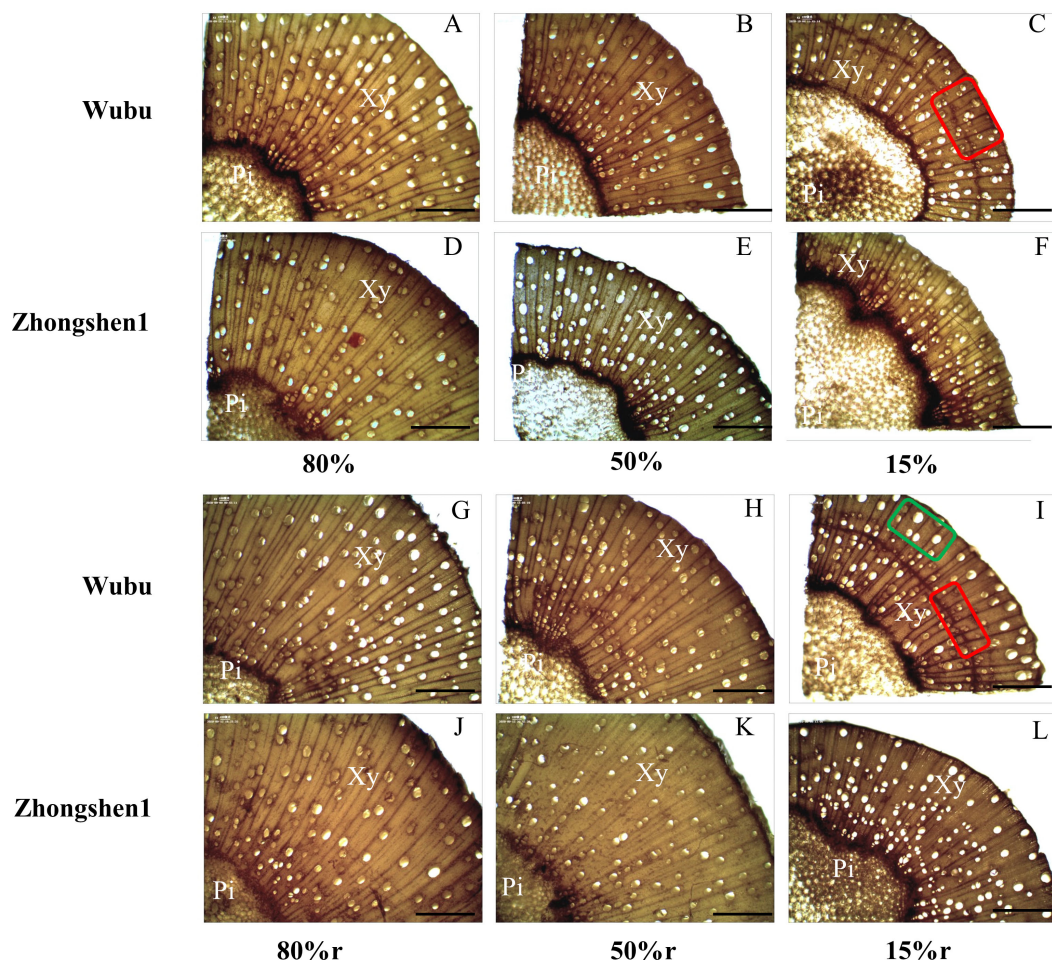 A B C
Wubu Xy Xy Xy
Pi Pi Pi
D E F
Zhongshen1 Xy Xy Xy
Pi P Pi
80% 50% 15%
G H I
Wubu Xy Xy Xy
Pi Pi Pi
J K L
Zhongshen1 Xy Xy Xy
Pi Pi Pi
80%r 50%r 15%r